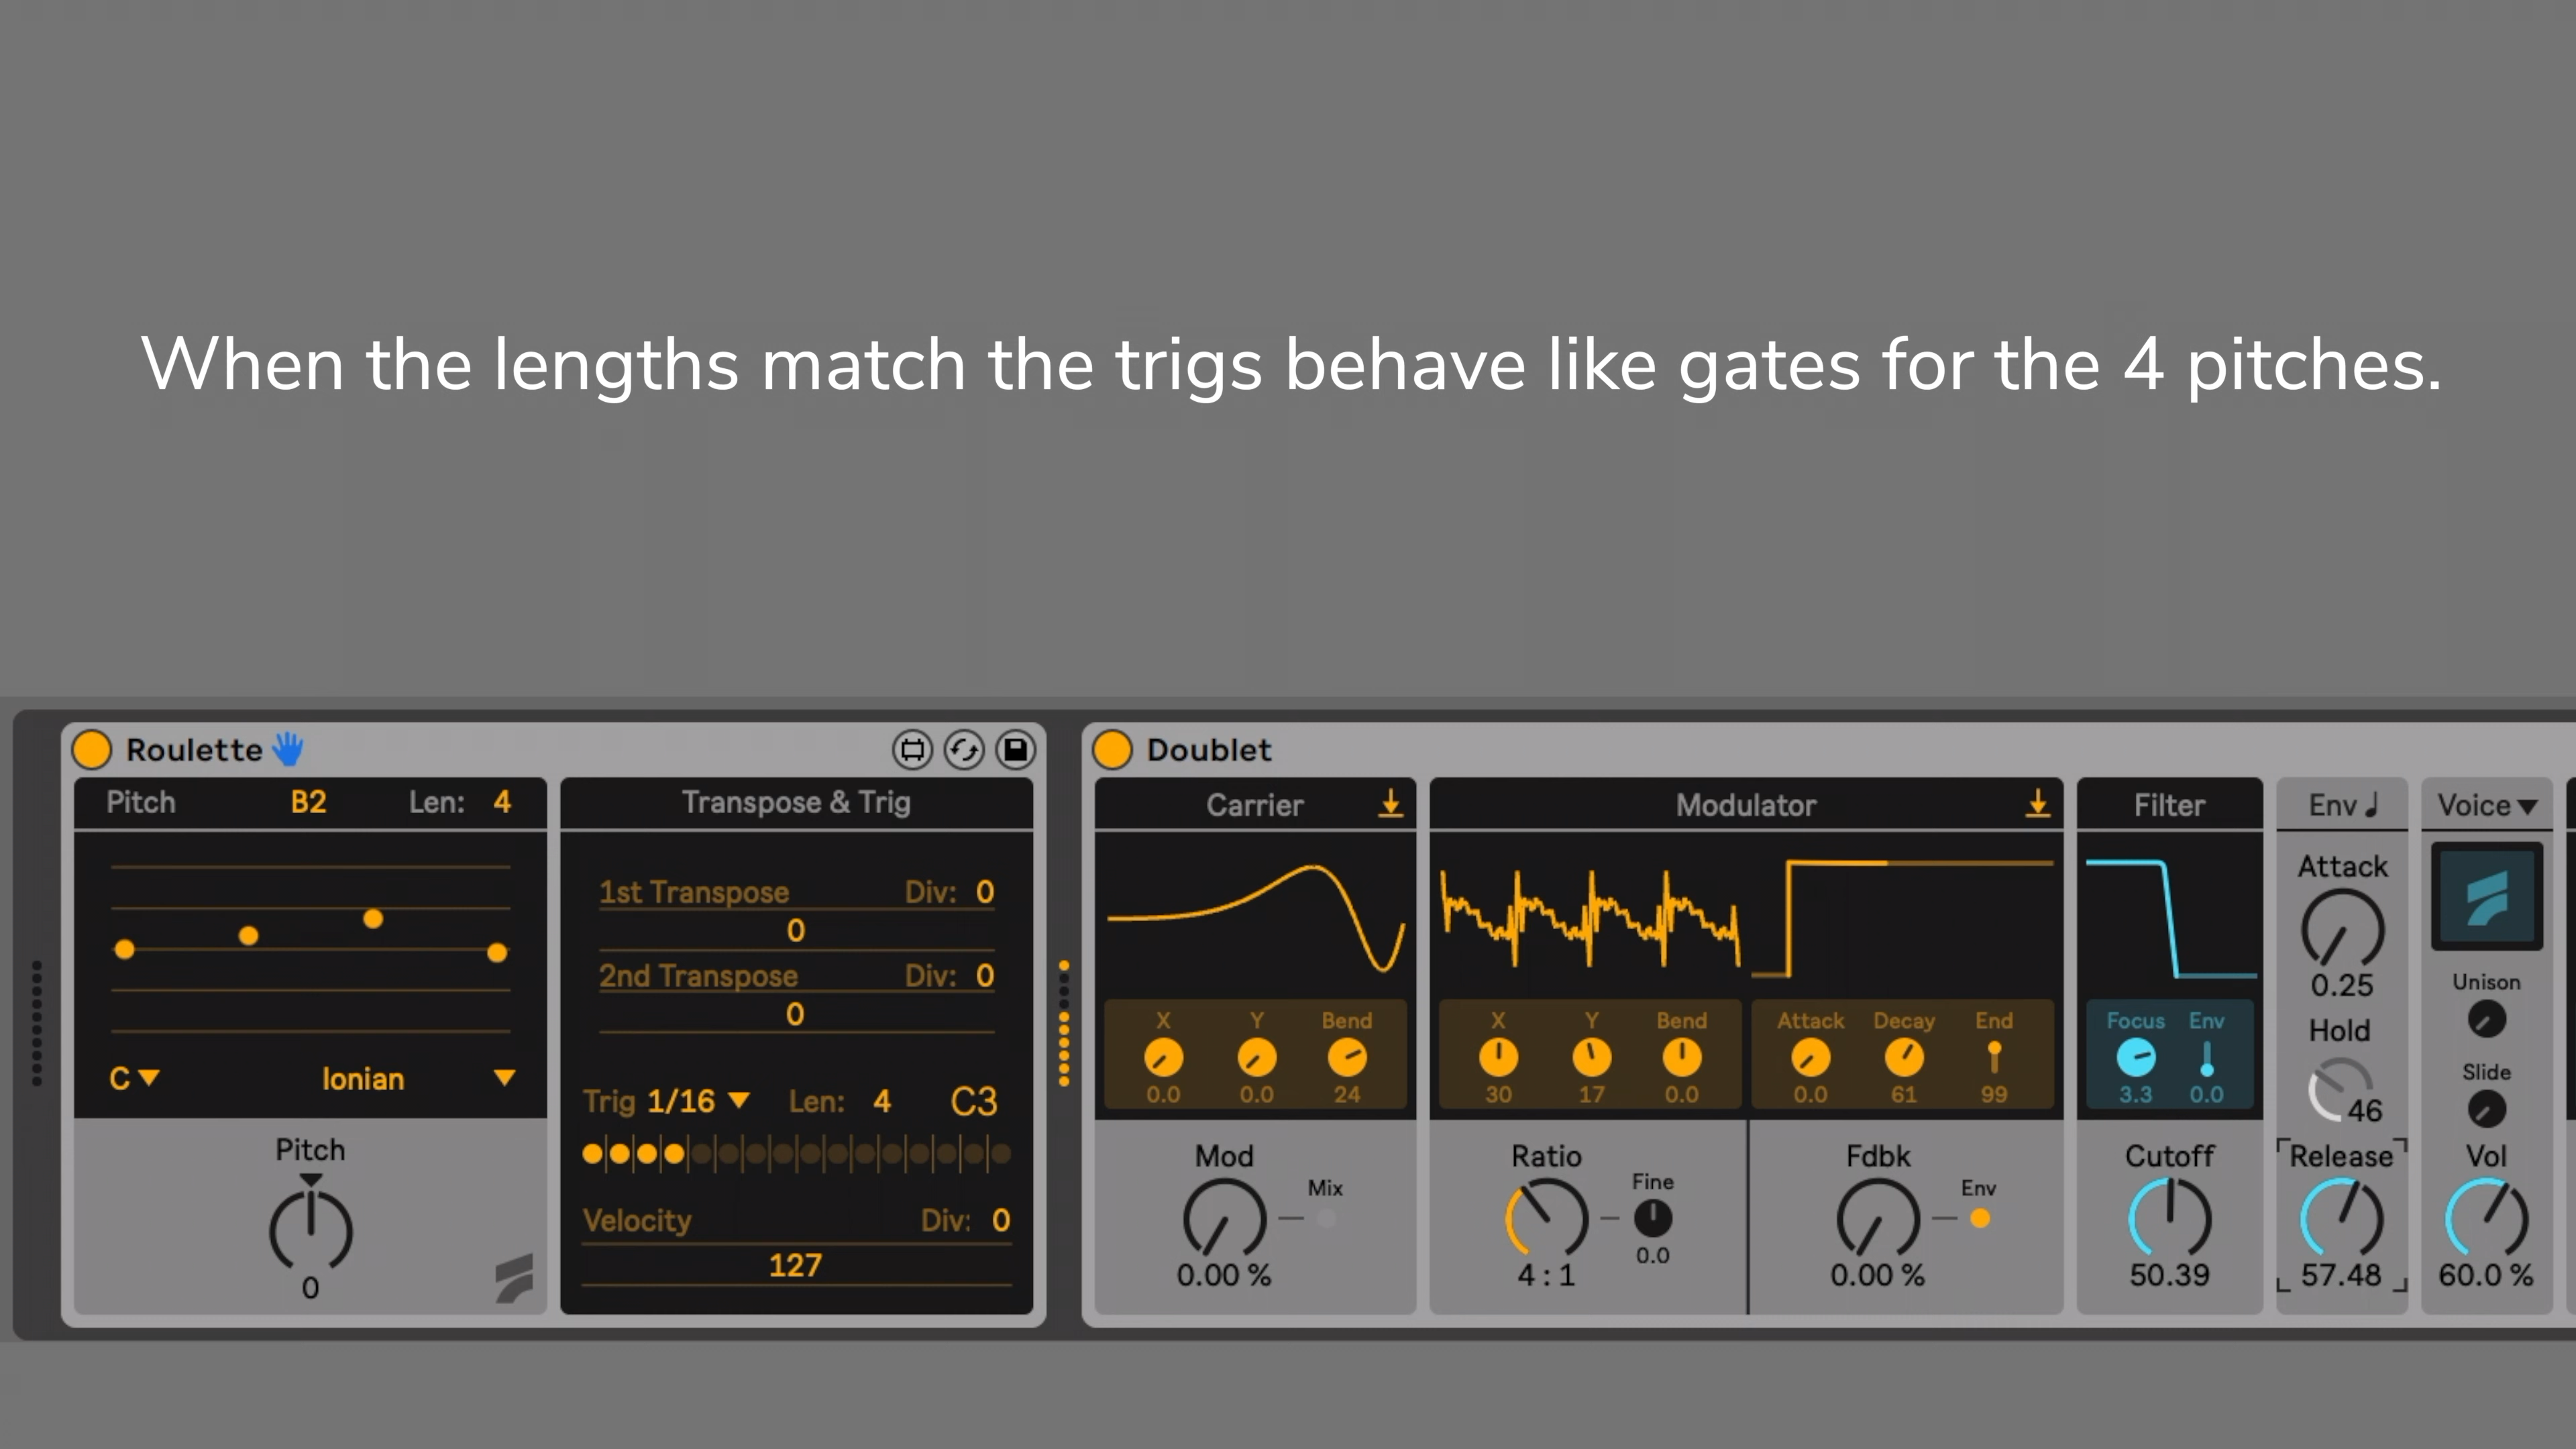 When the lengths match the trigs behave like gates for the 4 pitches.
Roulette
Pitch B2 Len: 4
C Ionian
Pitch
0
Transpose & Trig
1st Transpose Div: 0
0
2nd Transpose Div: 0
0
Trig 1/16 Len: 4 C3
Velocity Div: 0
127
Doublet
Carrier
X Y Bend
0.0 0.0 24
Mod
Mix
0.00 %
Modulator
X Y Bend
30 17 0.0
Attack Decay End
0.0 61 99
Ratio
Fine
0.0
4 : 1
Fdbk
Env
0.00 %
Filter
Focus Env
3.3 0.0
Cutoff
50.39
Env
Attack
0.25
Hold
46
Release
57.48
Voice
Unison
Slide
Vol
60.0 %